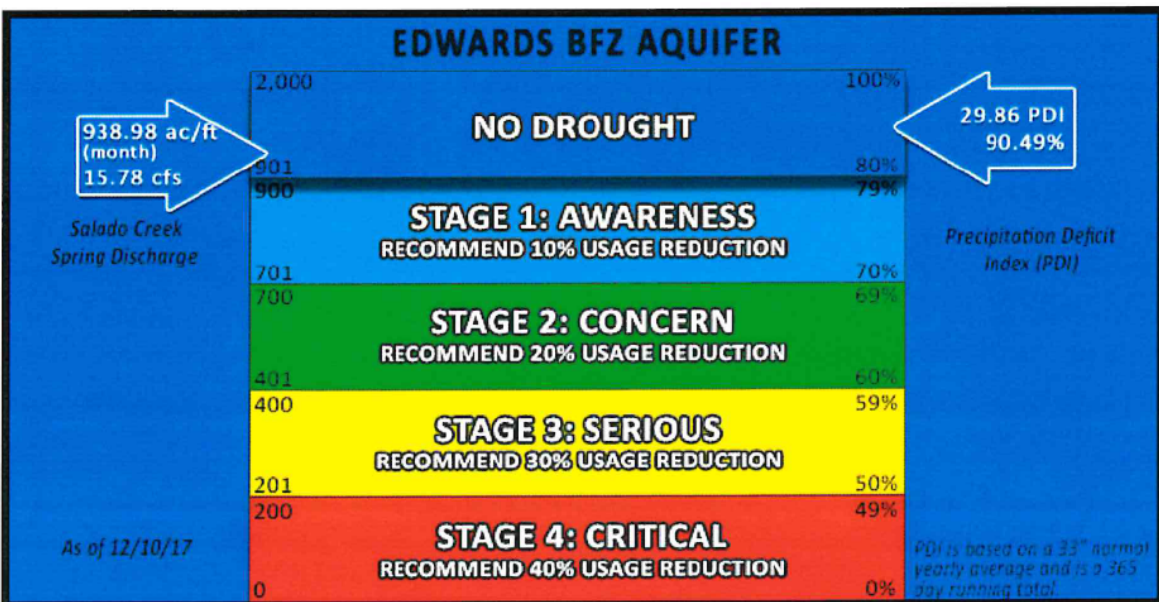 EDWARDS BFZ AQUIFER
2,000
100%
NO DROUGHT
938.98 ac/ft
(month)
15.78 cfs
29.86 PDI
90.49%
901
80%
900
79%
STAGE 1: AWARENESS
RECOMMEND 10% USAGE REDUCTION
Salado Creek
Spring Discharge
Precipitation Deficit
Index (PDI)
701
70%
700
69%
STAGE 2: CONCERN
RECOMMEND 20% USAGE REDUCTION
401
60%
400
59%
STAGE 3: SERIOUS
RECOMMEND 30% USAGE REDUCTION
201
50%
200
49%
STAGE 4: CRITICAL
RECOMMEND 40% USAGE REDUCTION
As of 12/10/17
PDI is based on a 33" normal
yearly average and is a 365
day running total.
0
0%